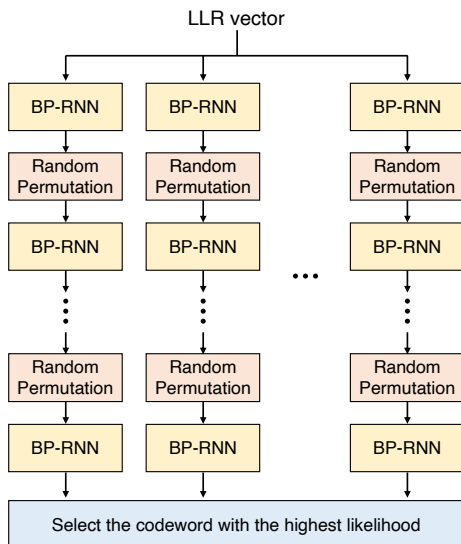 LLR vector
BP-RNN BP-RNN BP-RNN
Random Random Random
Permutation Permutation Permutation
BP-RNN BP-RNN BP-RNN
Random Random Random
Permutation Permutation Permutation
BP-RNN BP-RNN BP-RNN
Select the codeword with the highest likelihood